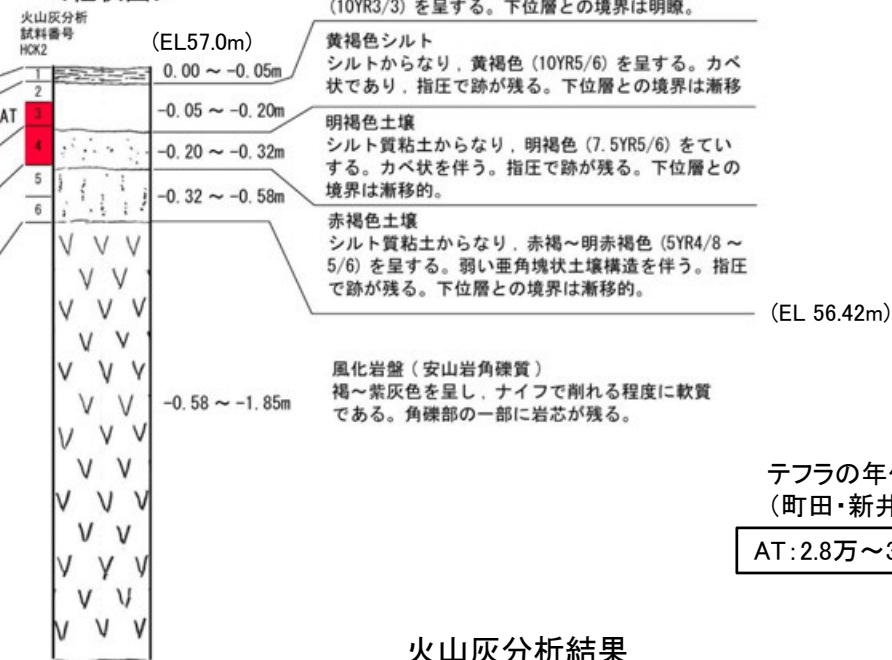 火山灰分析
試料番号
HCK2
(EL57.0m)
(10YR3/3) を呈する。下位層との境界は明瞭。
1
0.00 ～ -0.05m
2
AT
3
-0.05 ～ -0.20m
4
-0.20 ～ -0.32m
5
-0.32 ～ -0.58m
6
黄褐色シルト
シルトからなり，黄褐色 (10YR5/6) を呈する。カベ
状であり，指圧で跡が残る。下位層との境界は漸移
明褐色土壌
シルト質粘土からなり，明褐色 (7.5YR5/6) をてい
する。カベ状を伴う。指圧で跡が残る。下位層との
境界は漸移的。
赤褐色土壌
シルト質粘土からなり，赤褐～明赤褐色 (5YR4/8 ～
5/6) を呈する。弱い亜角塊状土壌構造を伴う。指圧
で跡が残る。下位層との境界は漸移的。
(EL 56.42m)
-0.58 ～ -1.85m
風化岩盤 ( 安山岩角礫質 )
褐～紫灰色を呈し，ナイフで削れる程度に軟質
である。角礫部の一部に岩芯が残る。
テフラの年
（町田・新井
AT：2.8万～3
火山灰分析結果